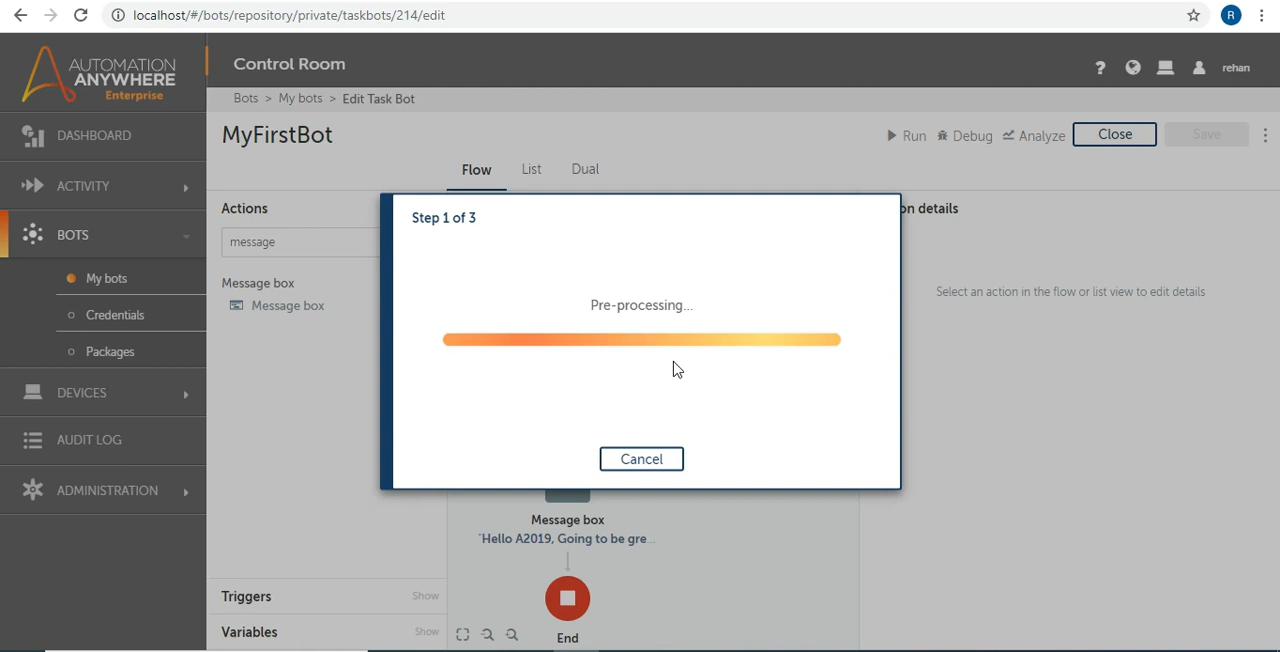 localhost/#/bots/repository/private/taskbots/214/edit
R
AUTOMATION
ANYWHERE
Enterprise
Control Room
?
rehan
Bots > My bots > Edit Task Bot
MyFirstBot
Run
Debug
Analyze
Close
Save
Flow
List
Dual
DASHBOARD
ACTIVITY
BOTS
My bots
Credentials
Packages
DEVICES
AUDIT LOG
ADMINISTRATION
Actions
message
Message box
Message box
Triggers
Show
Variables
Show
Step 1 of 3
Pre-processing...
Cancel
Message box
"Hello A2019, Going to be gre...
End
on details
Select an action in the flow or list view to edit details